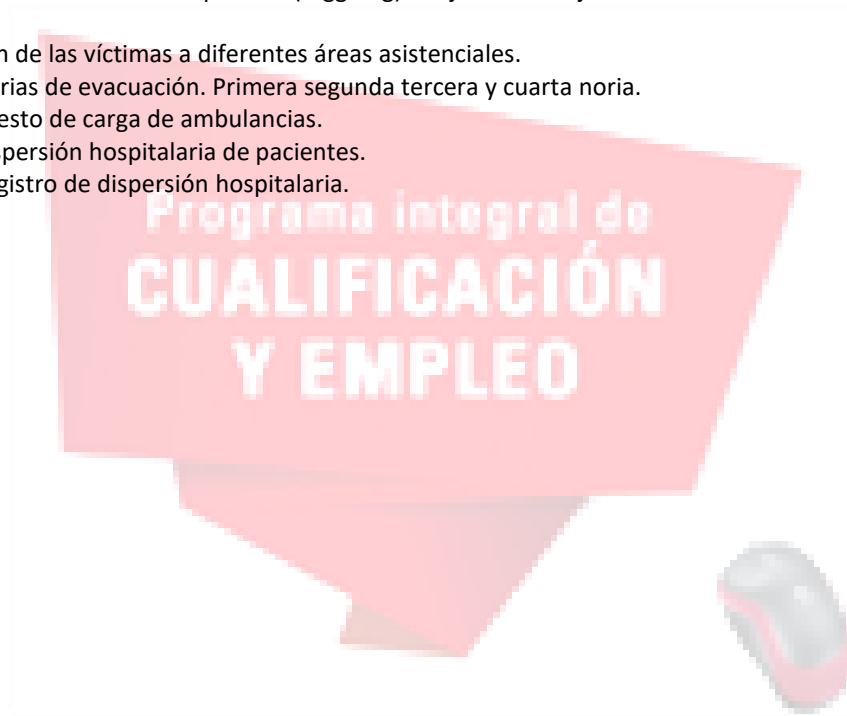 n de las víctimas a diferentes áreas asistenciales.
rias de evacuación. Primera segunda tercera y cuarta noria.
esto de carga de ambulancias.
spersión hospitalaria de pacientes.
gistro de dispersión hospitalaria.
Programa integral de
CUALIFICACIÓN
Y EMPLEO